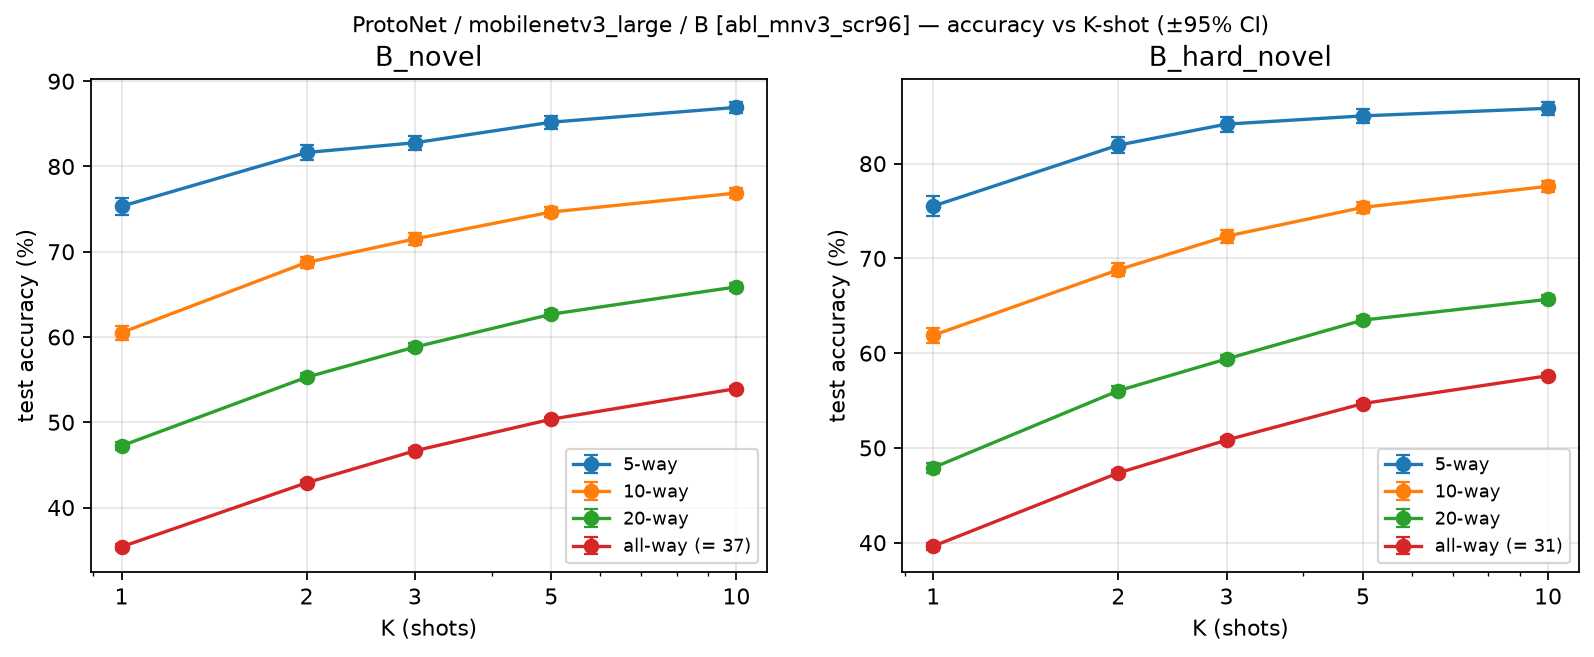 ProtoNet / mobilenetv3_large / B [abl_mnv3_scr96] — accuracy vs K-shot (±95% CI)
B_novel
90
80
70
60
50
40
test accuracy (%)
1 2 3 5 10
K (shots)
5-way
10-way
20-way
all-way (= 37)
B_hard_novel
80
70
60
50
40
test accuracy (%)
1 2 3 5 10
K (shots)
5-way
10-way
20-way
all-way (= 31)